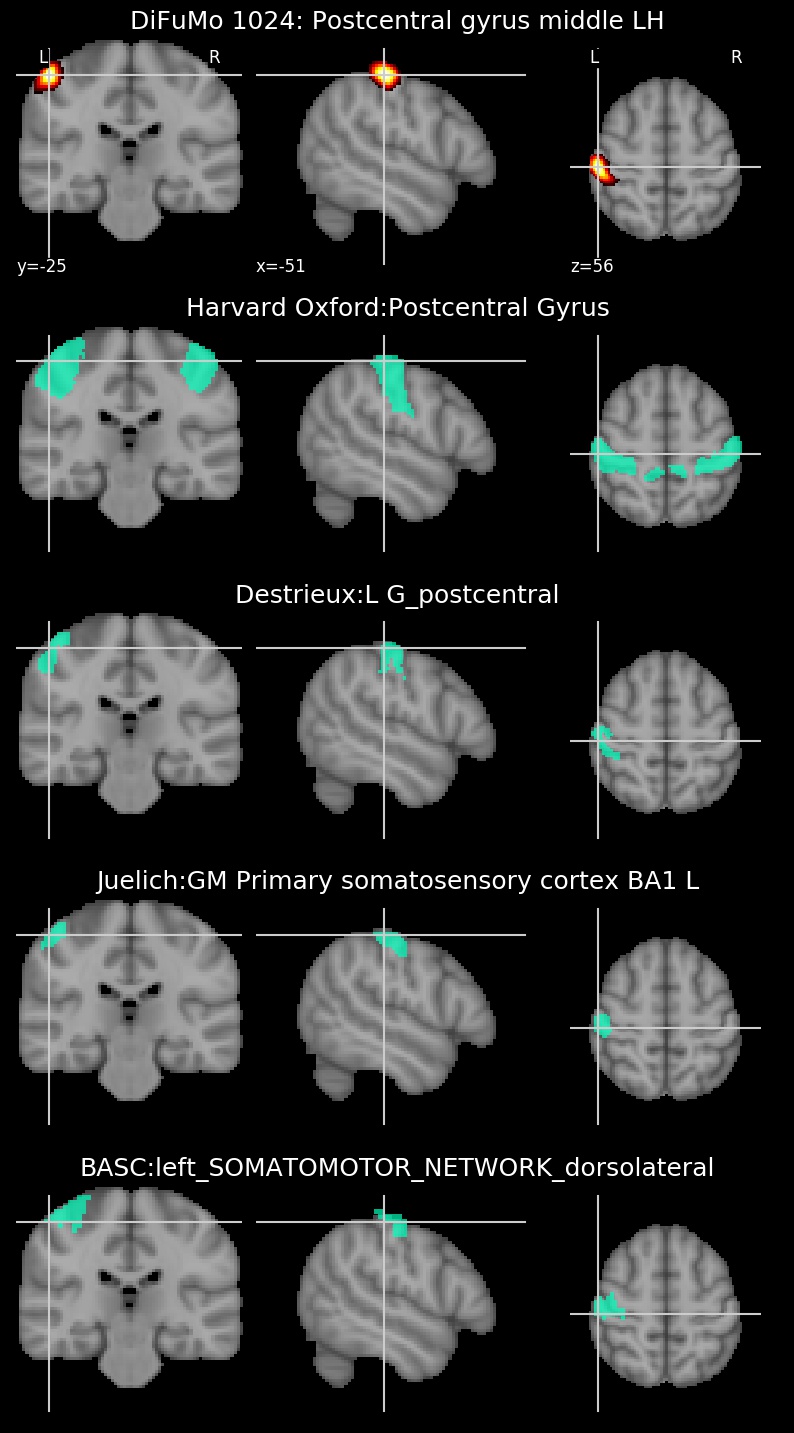 DiFuMo 1024: Postcentral gyrus middle LH
L R L R
y=-25 x=-51 z=56
Harvard Oxford:Postcentral Gyrus
Destrieux:L G_postcentral
Juelich:GM Primary somatosensory cortex BA1 L
BASC:left_SOMATOMOTOR_NETWORK_dorsolateral